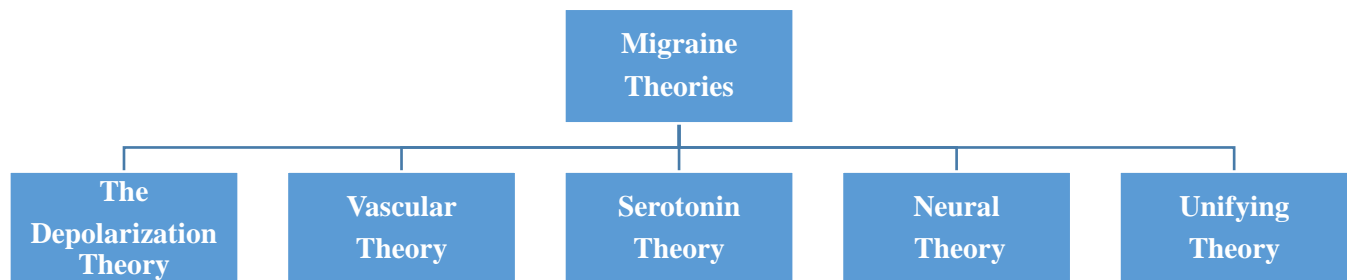 Migraine
Theories
The
Depolarization
Theory
Vascular
Theory
Serotonin
Theory
Neural
Theory
Unifying
Theory